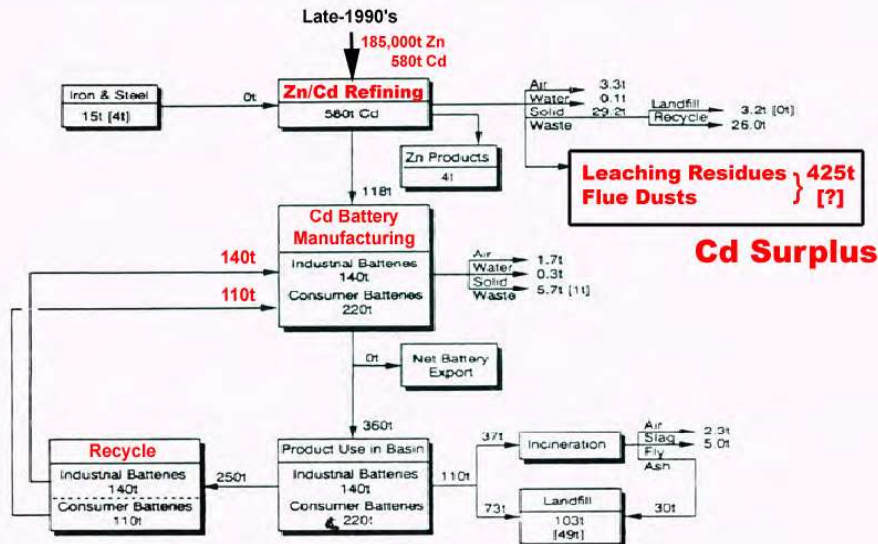 Late-1990's
185,000t Zn
580t Cd
Iron & Steel
15t [4t]
0t
Zn/Cd Refining
580t Cd
Air 3.3t
Water 0.1t
Solid 29.2t
Waste
Landfill 3.2t [0t]
Recycle 26.0t
Zn Products
4t
Leaching Residues } 425t
Flue Dusts [?]
Cd Surplus
118t
Cd Battery
Manufacturing
Industrial Batteries
140t
Consumer Batteries
220t
140t
110t
Air 1.7t
Water 0.3t
Solid 5.7t [1t]
Waste
0t
Net Battery
Export
360t
Recycle
Industrial Batteries
140t
Consumer Batteries
110t
250t
Product Use in Basin
Industrial Batteries
140t
Consumer Batteries
220t
110t
37t
Incineration
Air 2.3t
Slag 5.0t
Fly
Ash
73t
Landfill
103t
[49t]
30t